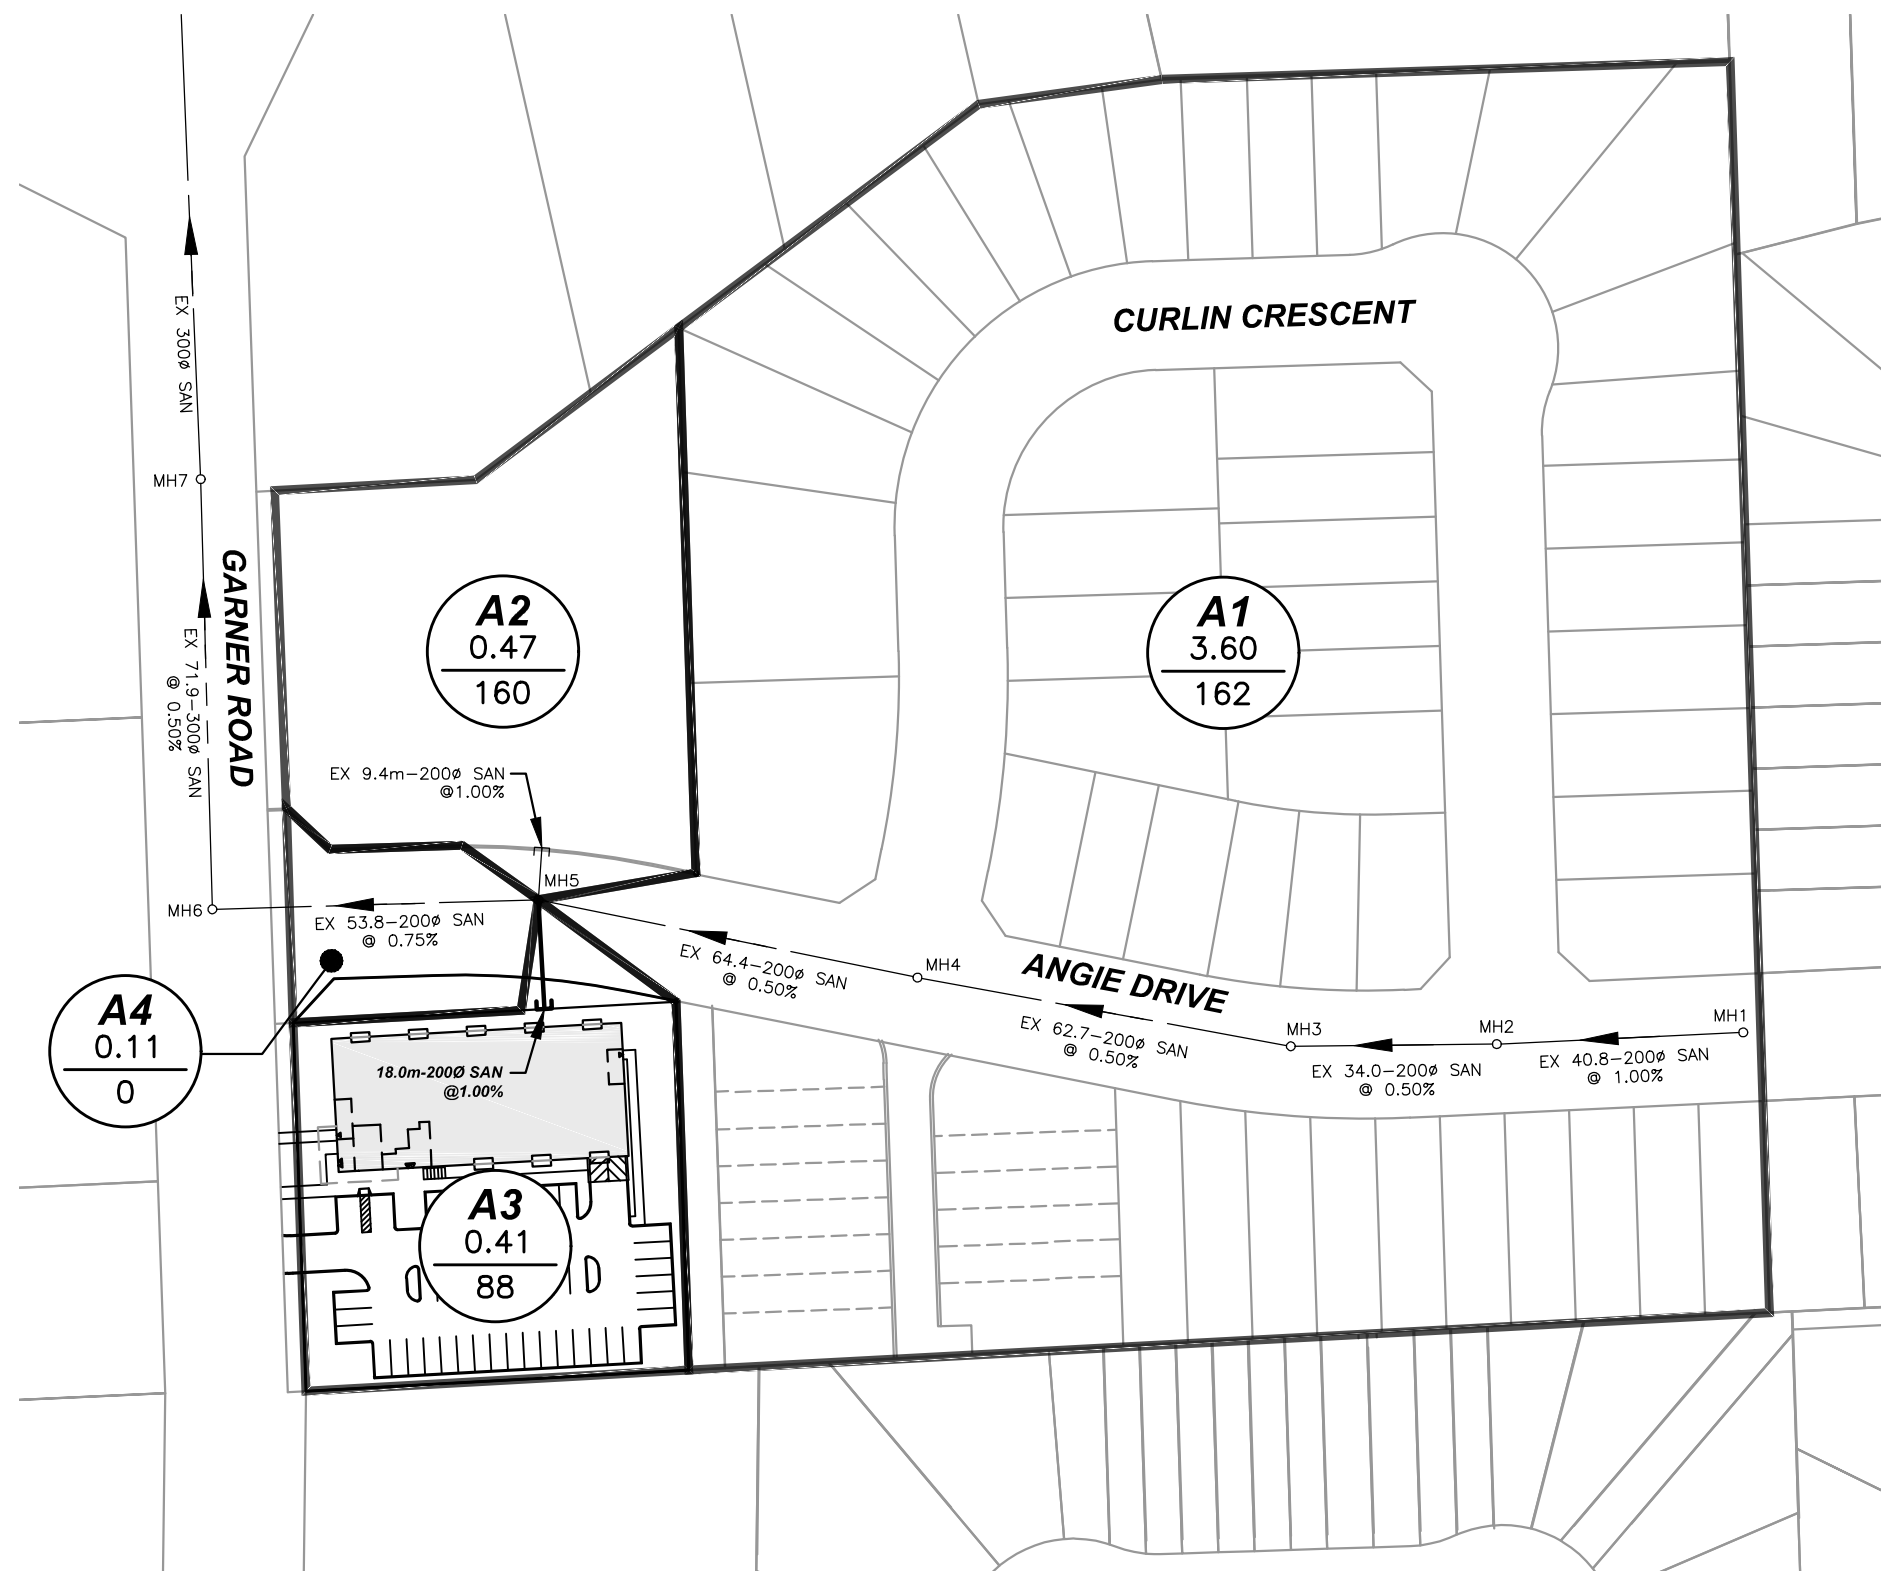 CURLIN CRESCENT
EX 300ø SAN
MH7
GARNER ROAD
A2
0.47
160
A1
3.60
162
EX 71.9-300ø SAN
@ 0.50%
EX 9.4m-200ø SAN
@1.00%
MH5
MH6
EX 53.8-200ø SAN
@ 0.75%
EX 64.4-200ø SAN
@ 0.50%
MH4
ANGIE DRIVE
EX 62.7-200ø SAN
@ 0.50%
MH3
EX 34.0-200ø SAN
@ 0.50%
MH2
EX 40.8-200ø SAN
@ 1.00%
MH1
A4
0.11
0
18.0m-200Ø SAN
@1.00%
A3
0.41
88